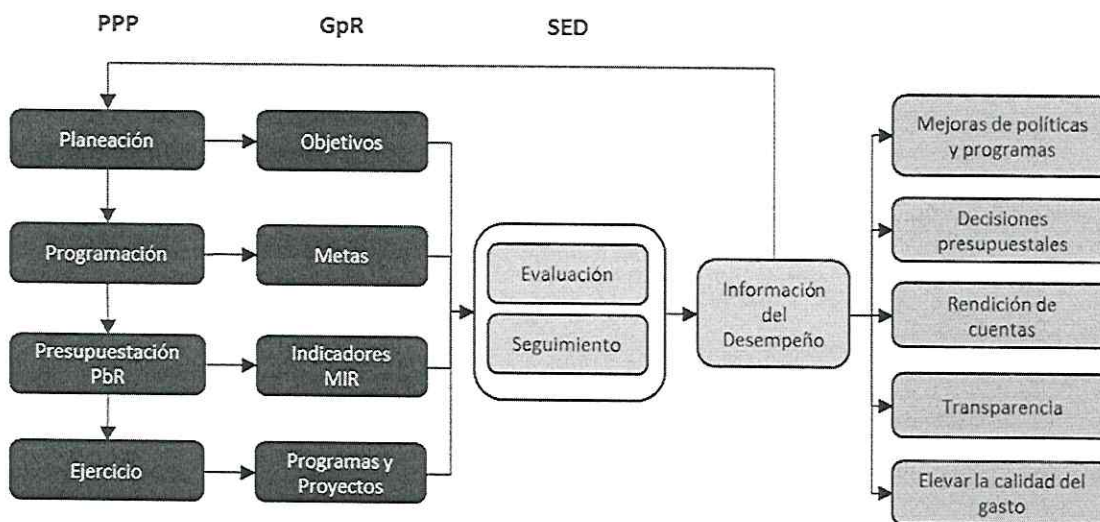 PPP
GpR
SED
Planeación
Programación
Presupuestación
PbR
Ejercicio
Objetivos
Metas
Indicadores
MIR
Programas y
Proyectos
Evaluación
Seguimiento
Información
del
Desempeño
Mejoras de políticas
y programas
Decisiones
presupuestales
Rendición de
cuentas
Transparencia
Elevar la calidad del
gasto